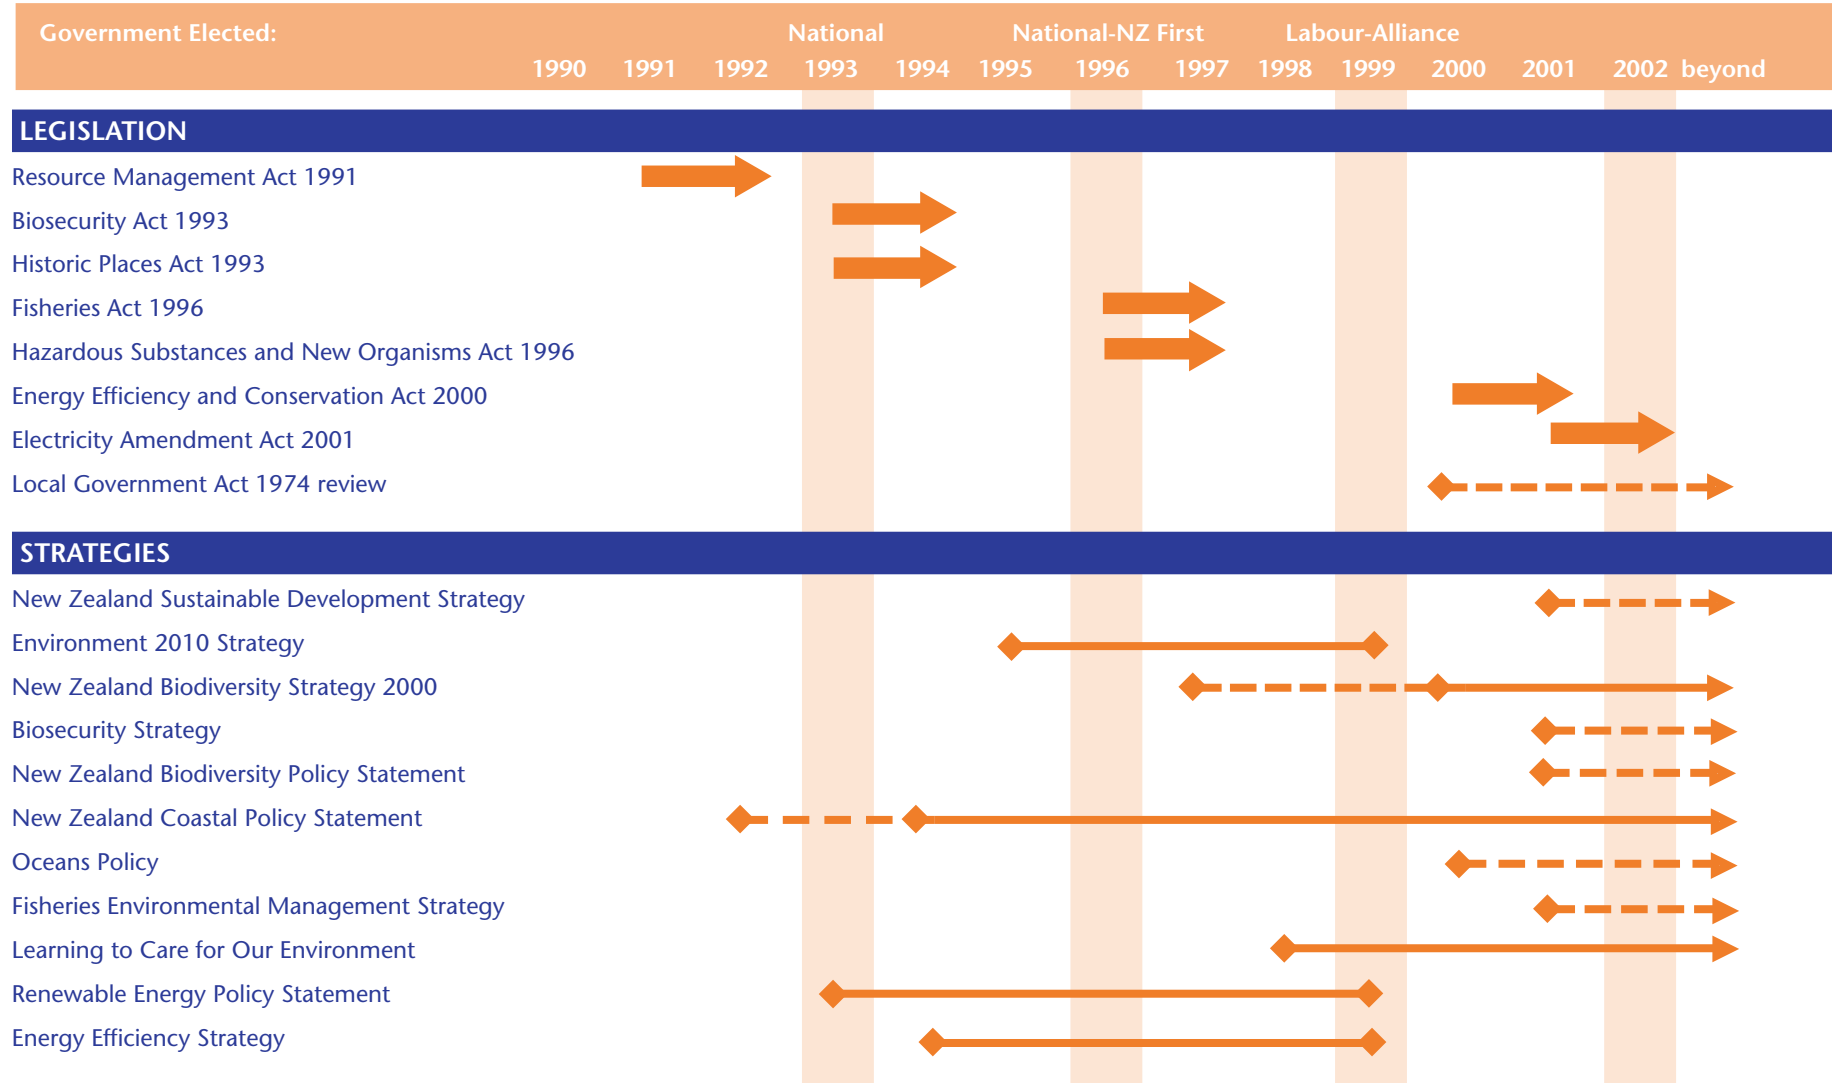 Government Elected: National National-NZ First Labour-Alliance
1990 1991 1992 1993 1994 1995 1996 1997 1998 1999 2000 2001 2002 beyond
LEGISLATION
Resource Management Act 1991
Biosecurity Act 1993
Historic Places Act 1993
Fisheries Act 1996
Hazardous Substances and New Organisms Act 1996
Energy Efficiency and Conservation Act 2000
Electricity Amendment Act 2001
Local Government Act 1974 review
STRATEGIES
New Zealand Sustainable Development Strategy
Environment 2010 Strategy
New Zealand Biodiversity Strategy 2000
Biosecurity Strategy
New Zealand Biodiversity Policy Statement
New Zealand Coastal Policy Statement
Oceans Policy
Fisheries Environmental Management Strategy
Learning to Care for Our Environment
Renewable Energy Policy Statement
Energy Efficiency Strategy